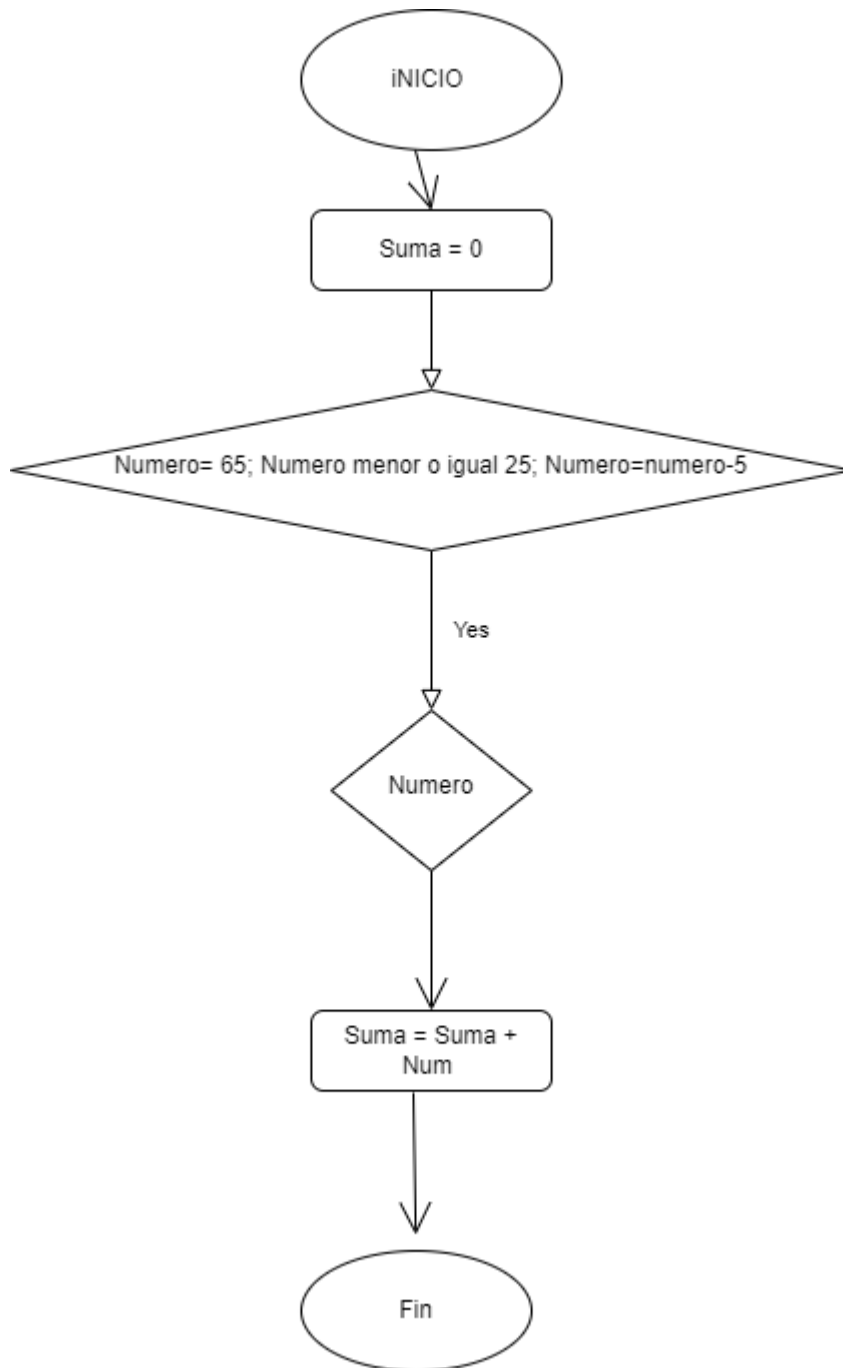 iNICIO
Suma = 0
Numero= 65; Numero menor o igual 25; Numero=numero-5
Yes
Numero
Suma = Suma +
Num
Fin